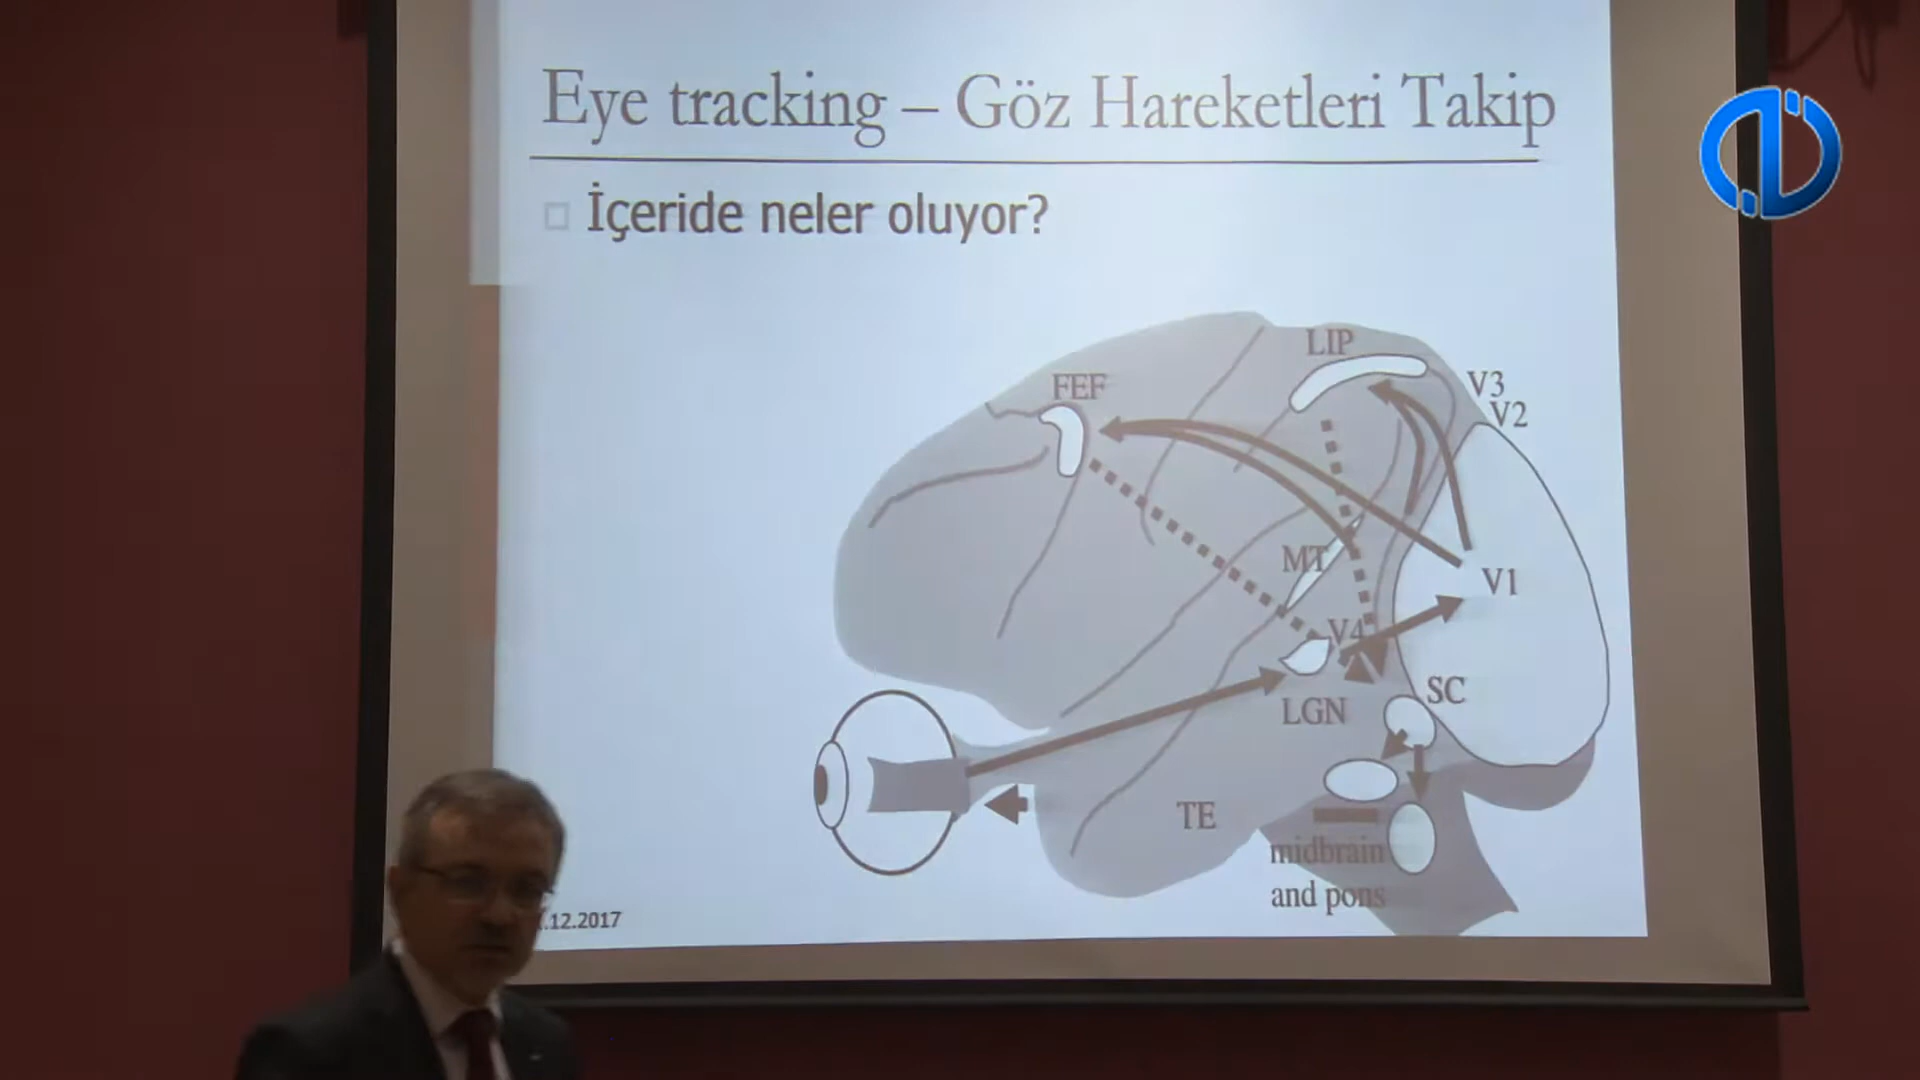 Eye tracking – Göz Hareketleri Takip
İçeride neler oluyor?
LIP
FEF
V3
V2
MT
V1
V4
SC
LGN
TE
midbrain
and pons
.12.2017